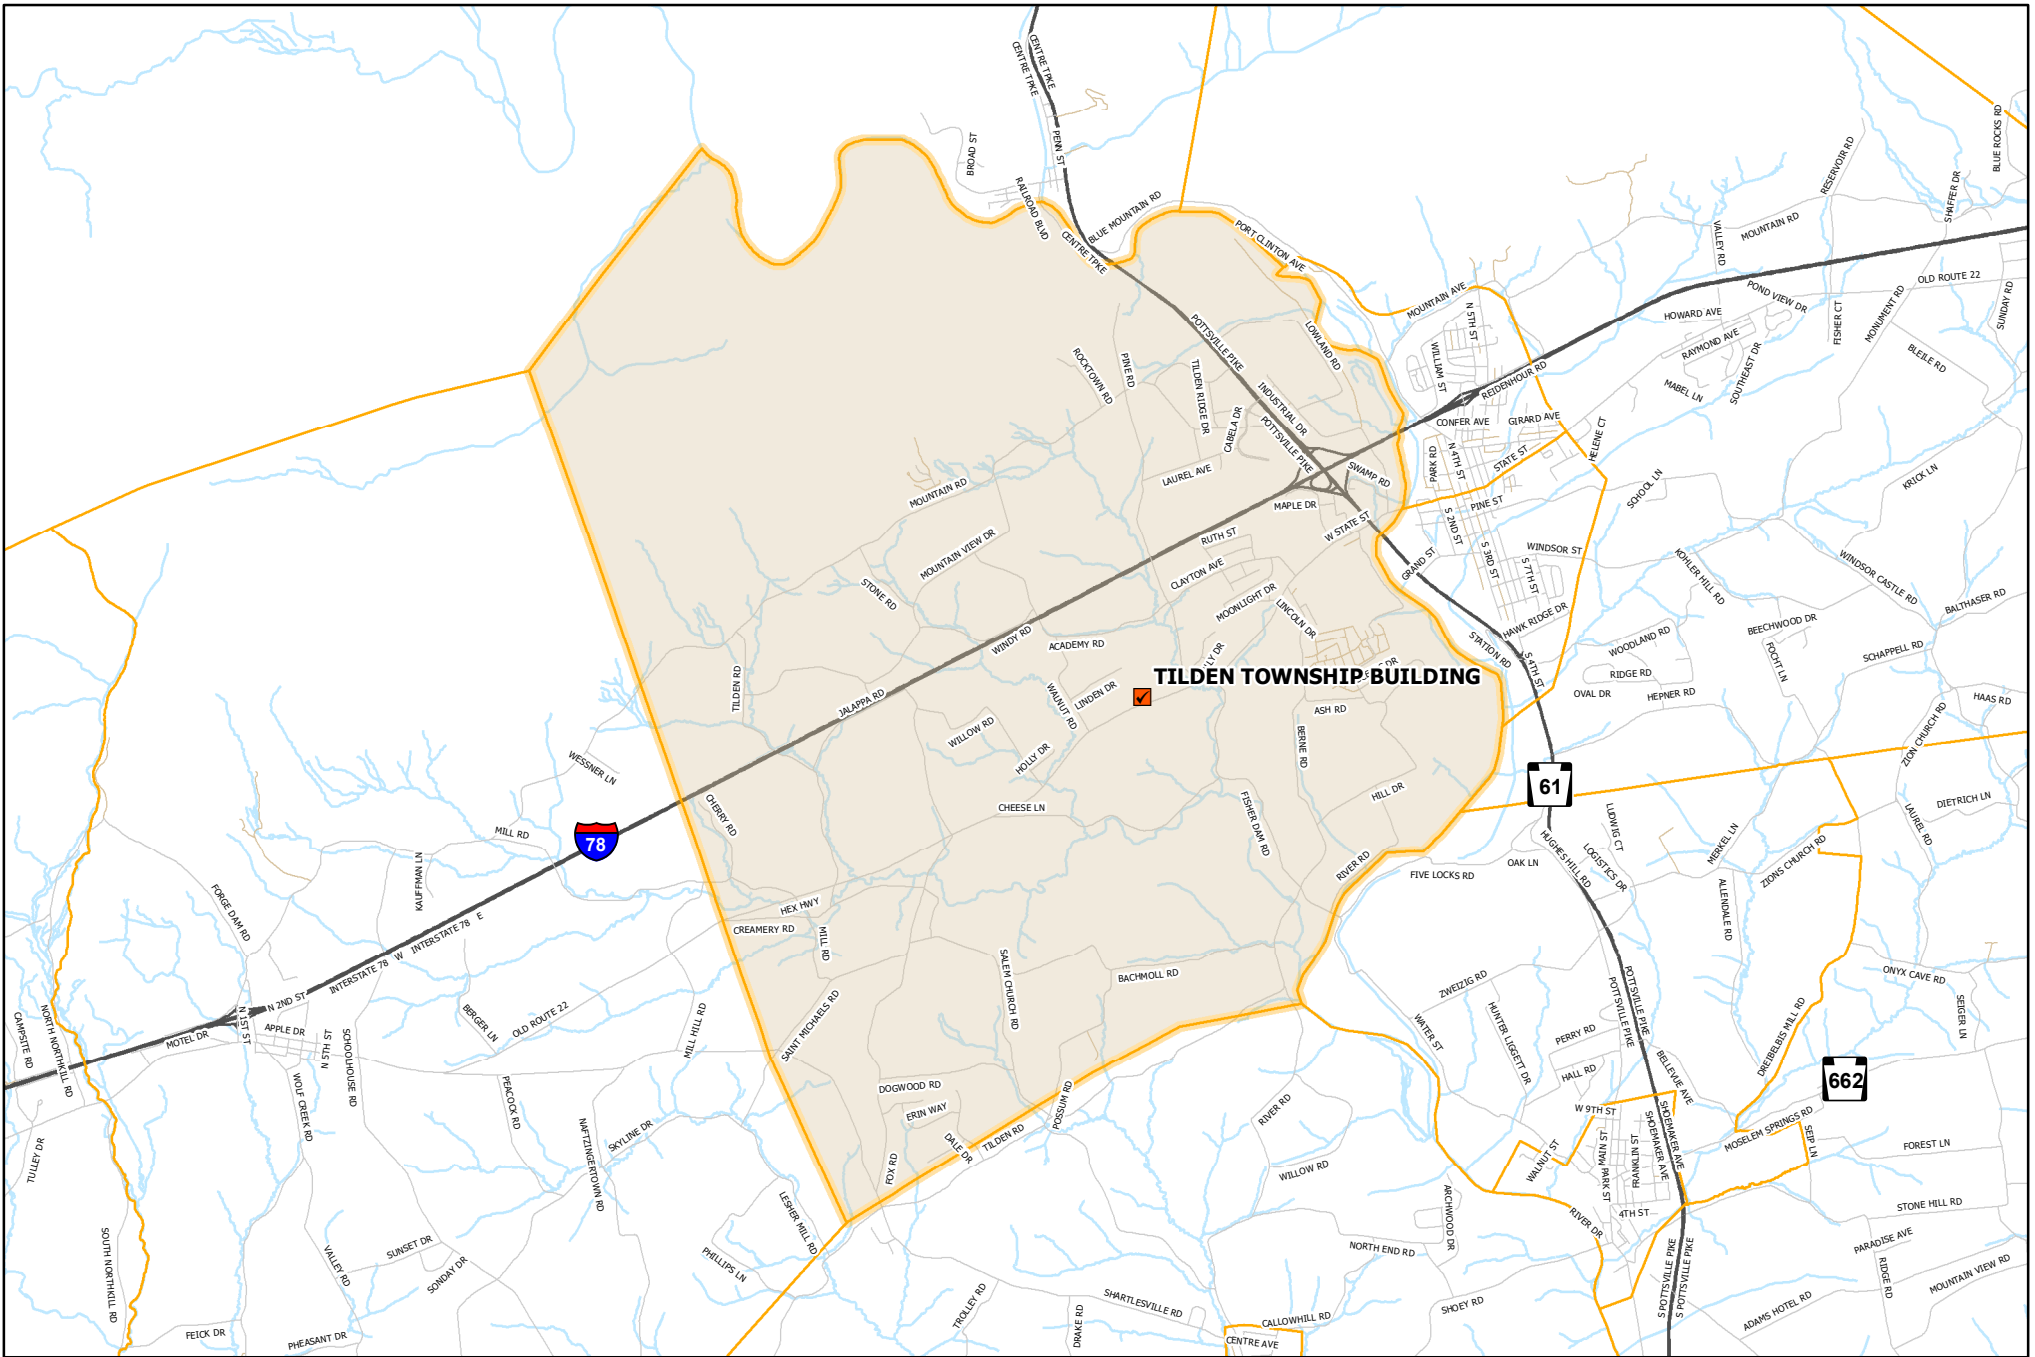 CENTRE TPKE
CENTRE TPKE
PENN ST
BROAD ST
RAILROAD BLVD
BLUE MOUNTAIN RD
CENTRE TPKE
PORT CLINTON AVE
BLUE ROCKS RD
RESERVOIR RD
SHAFFER DR
MOUNTAIN RD
VALLEY RD
OLD ROUTE 22
POND VIEW DR
SUNDAY RD
MONUMENT RD
FISHER CT
HOWARD AVE
RAYMOND AVE
BLEILE RD
SOUTHEAST DR
MABEL LN
MOUNTAIN AVE
N 5TH ST
WILLIAM ST
REIDENHOUR RD
LOWLAND RD
POTTSVILLE PIKE
INDUSTRIAL DR
POTTSVILLE PIKE
ROCKTOWN RD
PINE RD
TILDEN RIDGE DR
CABELA DR
LAUREL AVE
CONFER AVE
GIRARD AVE
HELENE CT
STATE ST
N 4TH ST
PARK RD
SWAMP RD
MAPLE DR
W STATE ST
PINE ST
S 2ND ST
S 3RD ST
SCHOOL LN
KRICK LN
MOUNTAIN RD
MOUNTAIN VIEW DR
STONE RD
RUTH ST
CLAYTON AVE
MOONLIGHT DR
LINCOLN DR
GRAND ST
WINDSOR ST
S 7TH ST
KOHLER HILL RD
WINDSOR CASTLE RD
BALTHASER RD
BEECHWOOD DR
HAWK RIDGE DR
STATION RD
S 4TH ST
WOODLAND RD
RIDGE RD
OVAL DR
HEPNER RD
FOCHT LN
SCHAPPELL RD
HAAS RD
ZION CHURCH RD
WINDY RD
ACADEMY RD
TILDEN RD
JALAPPA RD
WALNUT RD
LINDEN DR
TILDEN TOWNSHIP BUILDING
WILLOW RD
HOLLY DR
ASH RD
BERNE RD
WESSNER LN
CHERRY RD
CHEESE LN
FISHER DAM RD
HILL DR
61
78
MILL RD
KAUFFMAN LN
FORGE DAM RD
INTERSTATE 78 E
INTERSTATE 78 W
N 2ND ST
RIVER RD
FIVE LOCKS RD
OAK LN
HUGHES HILL RD
LUDWIG CT
LOGISTICS DR
MERKEL LN
ZIONS CHURCH RD
LAUREL RD
DIETRICH LN
ALLENDALE RD
HEX HWY
CREAMERY RD
MILL RD
SALEM CHURCH RD
BACHMOLL RD
ONYX CAVE RD
SEIGER LN
ZWEIZIG RD
POTTSVILLE PIKE
POTTSVILLE PIKE
DREIBELBIS MILL RD
HUNTER LIGGETT DR
PERRY RD
HALL RD
BELLEVUE AVE
WATER ST
662
CAMPSITE RD
NORTH NORTHKILL RD
MOTEL DR
N 1ST ST
APPLE DR
N 5TH ST
SCHOOLHOUSE RD
BERGER LN
OLD ROUTE 22
MILL HILL RD
SAINT MICHAELS RD
WOLF CREEK RD
PEACOCK RD
NAFTZINGERTOWN RD
SKYLINE DR
DOGWOOD RD
ERIN WAY
DALE DR
TILDEN RD
POSSUM RD
FOX RD
RIVER RD
WILLOW RD
W 9TH ST
SHOEMAKER AVE
SHOEMAKER AVE
MAIN ST
FRANKLIN ST
PARK ST
WALNUT ST
MOSELEM SPRINGS RD
SEIP LN
FOREST LN
STONE HILL RD
TULLEY DR
SOUTH NORTHKILL RD
VALLEY RD
SUNSET DR
SONDAY DR
LESHER MILL RD
PHILLIPS LN
ARCHWOOD DR
NORTH END RD
RIVER DR
4TH ST
PARADISE AVE
RIDGE RD
MOUNTAIN VIEW RD
ADAMS HOTEL RD
S POTTSVILLE PIKE
S POTTSVILLE PIKE
SHOEY RD
FEICK DR
PHEASANT DR
TROLLEY RD
DRAKE RD
SHARTLESVILLE RD
CALLOWHILL RD
CENTRE AVE